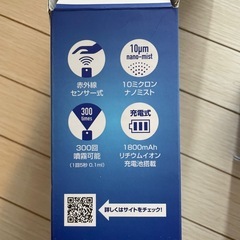 10μm
nano-mist
赤外線
センサー式
10ミクロン
ナノミスト
300
times
充電式
300回
噴霧可能
(1回5秒 0.1ml)
1800mAh
リチウムイオン
充電池搭載
詳しくはサイトをチェック!